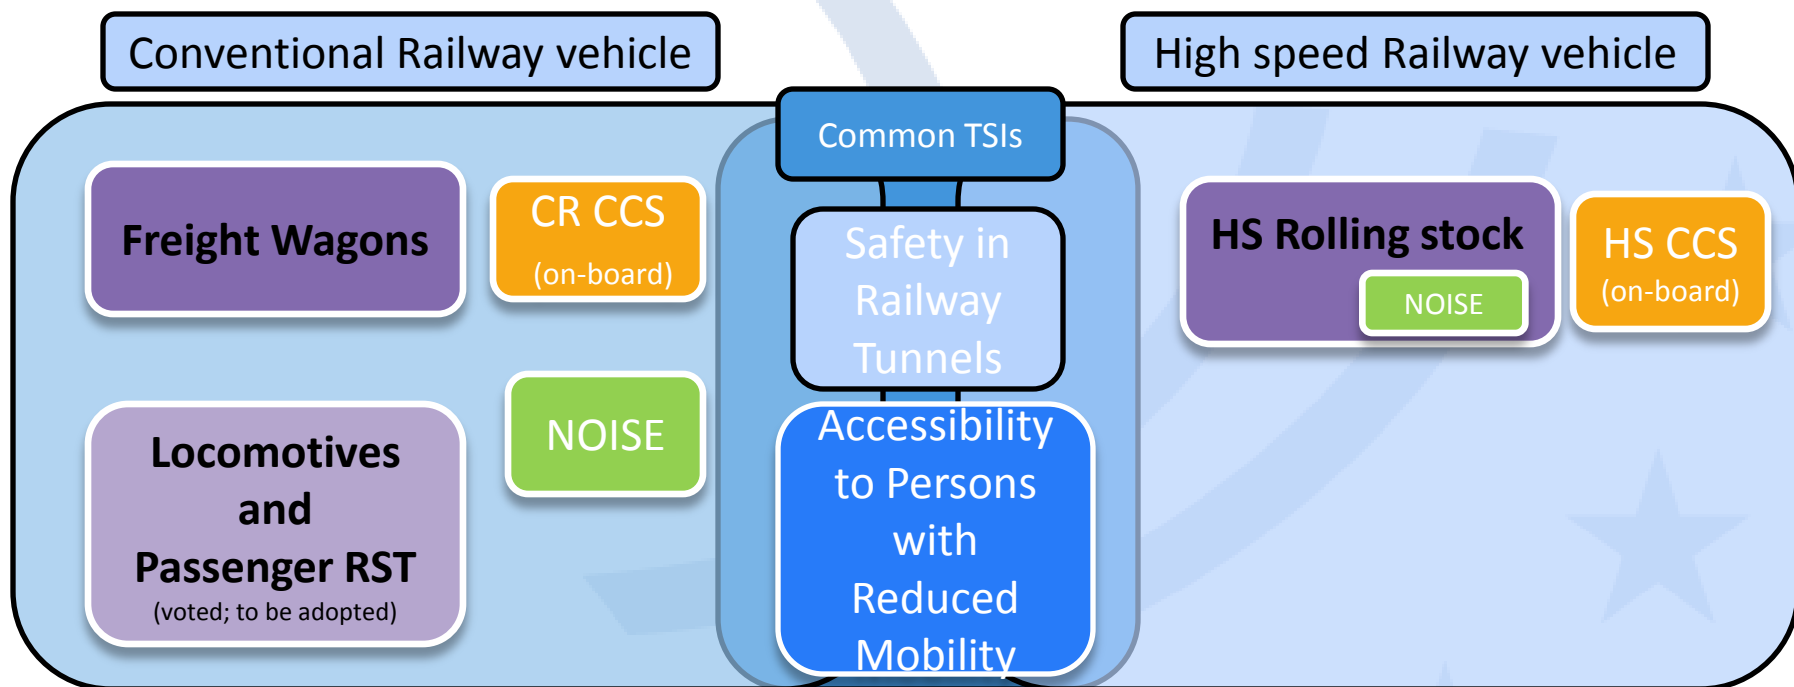 Conventional Railway vehicle
High speed Railway vehicle
Common TSIs
Freight Wagons
CR CCS
(on-board)
Safety in
Railway
Tunnels
HS Rolling stock
NOISE
HS CCS
(on-board)
Locomotives
and
Passenger RST
(voted; to be adopted)
NOISE
Accessibility
to Persons
with
Reduced
Mobility